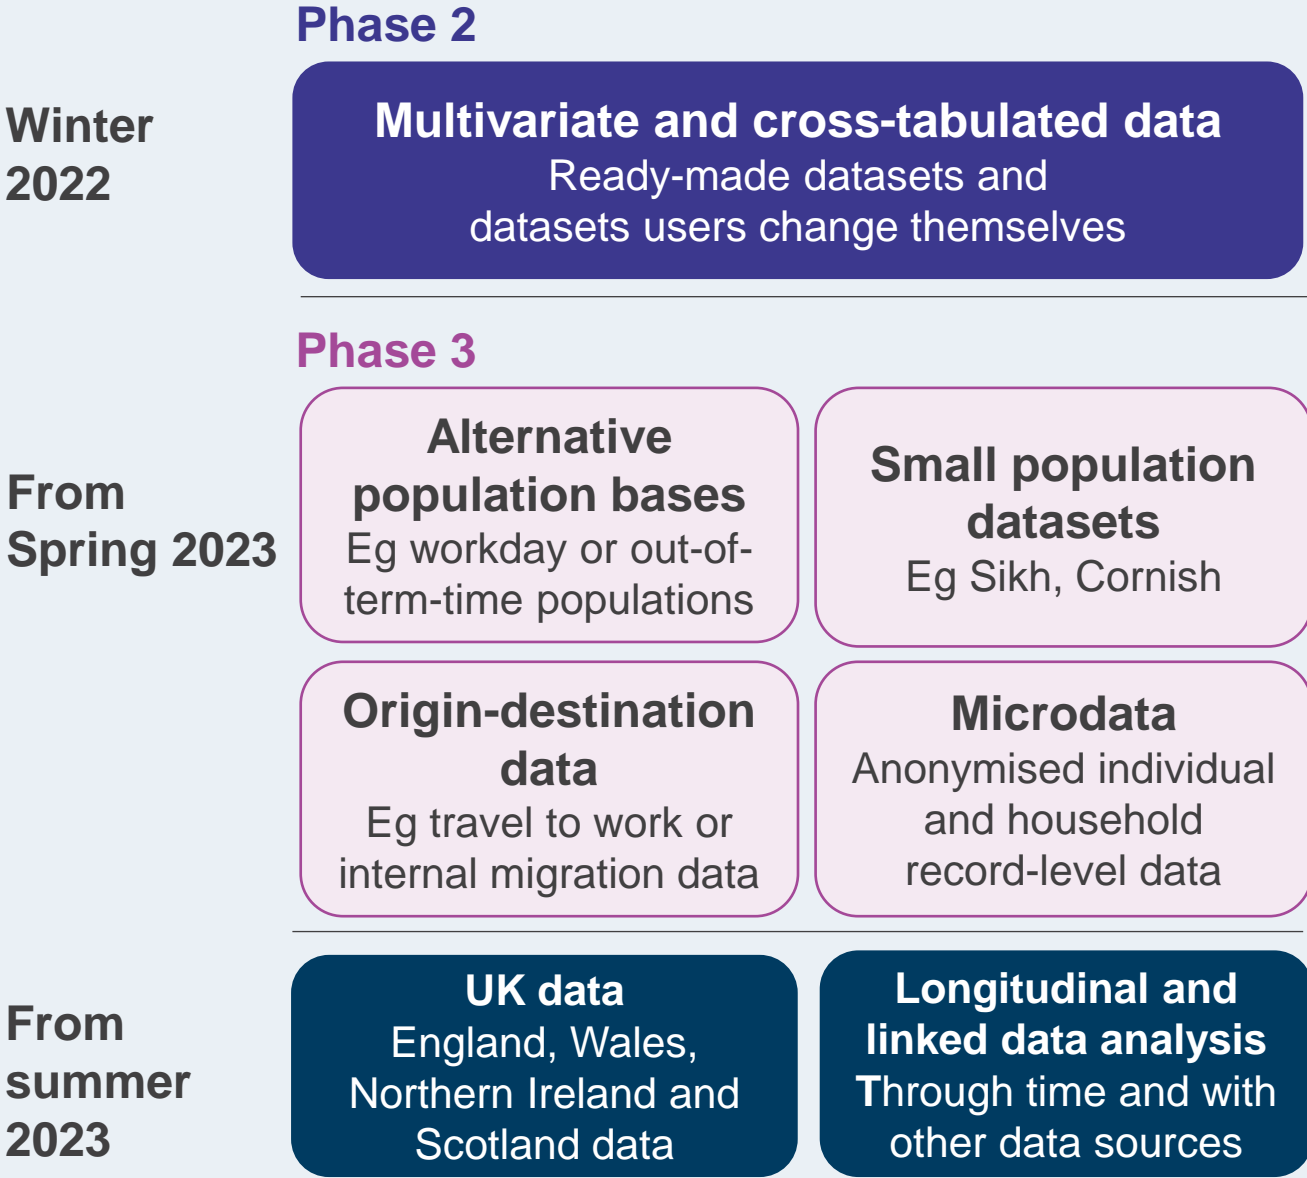 Phase 2
Winter
2022
Multivariate and cross-tabulated data
Ready-made datasets and
datasets users change themselves
Phase 3
From
Spring 2023
Alternative
population bases
Eg workday or out-of-
term-time populations
Small population
datasets
Eg Sikh, Cornish
Origin-destination
data
Eg travel to work or
internal migration data
Microdata
Anonymised individual
and household
record-level data
From
summer
2023
UK data
England, Wales,
Northern Ireland and
Scotland data
Longitudinal and
linked data analysis
Through time and with
other data sources